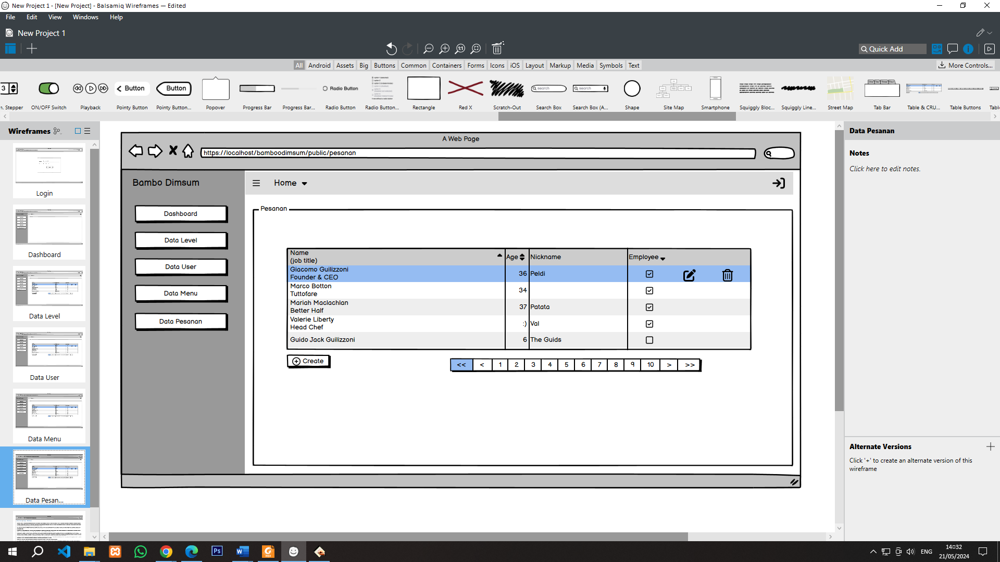 New Project 1 - [New Project] - Balsamiq Wireframes — Edited
File Edit View Windows Help
New Project 1
1:1
Quick Add
All Android Assets Big Buttons Common Containers Forms Icons iOS Layout Markup Media Symbols Text
More Controls...
3
Button
Button
Radio Button
search
search
One Two Three Four
n. Stepper ON/OFF Switch Playback Pointy Button Pointy Button... Popover Progress Bar Progress Bar... Radio Button Radio Button... Rectangle Red X Scratch-Out Search Box Search Box (A... Shape Site Map Smartphone Squiggly Bloc... Squiggly Line... Street Map Tab Bar Table & CRU... Table Buttons Tabl
Wireframes
Login
Dashboard
Data Level
Data User
Data Menu
Data Pesan...
A Web Page
https://localhost/bamboodimsum/public/pesanan
Bambo Dimsum
Dashboard
Data Level
Data User
Data Menu
Data Pesanan
Home
Pesanan
Name
(job title)
Age
Nickname
Employee
Giacomo Guilizzoni
Founder & CEO
36 Peldi
Marco Botton
Tuttofare
34
Mariah Maclachlan
Better Half
37 Patata
Valerie Liberty
Head Chef
:) Val
Guido Jack Guilizzoni 6 The Guids
Create
<< < 1 2 3 4 5 6 7 8 9 10 > >>
Data Pesanan
Notes
Click here to edit notes.
Alternate Versions
Click '+' to create an alternate version of this
wireframe
Ps
ENG
14:32
21/05/2024